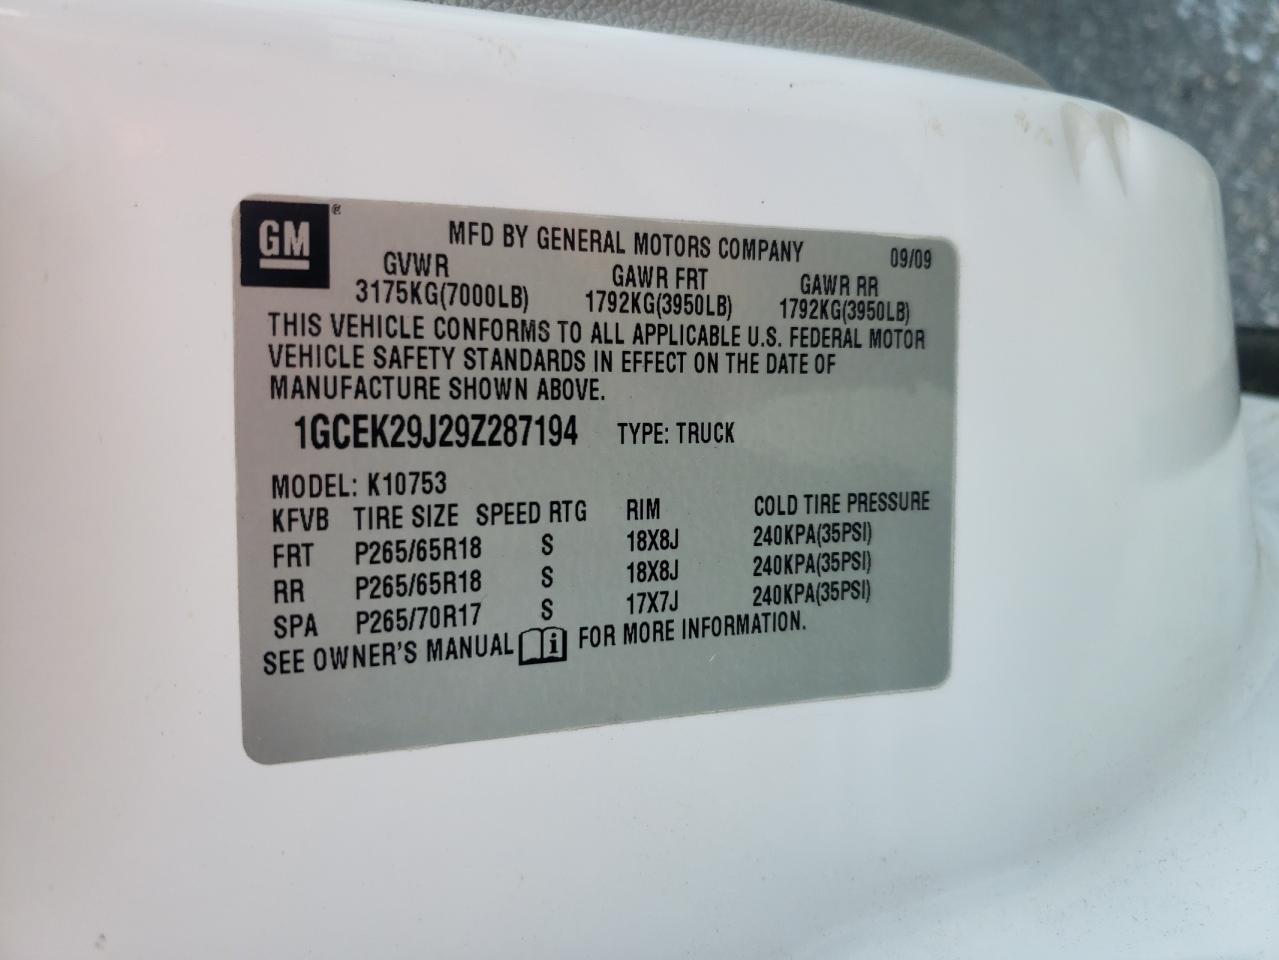 GM ®
MFD BY GENERAL MOTORS COMPANY 09/09
GVWR GAWR FRT GAWR RR
3175KG(7000LB) 1792KG(3950LB) 1792KG(3950LB)
THIS VEHICLE CONFORMS TO ALL APPLICABLE U.S. FEDERAL MOTOR
VEHICLE SAFETY STANDARDS IN EFFECT ON THE DATE OF
MANUFACTURE SHOWN ABOVE.
1GCEK29J29Z287194 TYPE: TRUCK
MODEL: K10753
KFVB TIRE SIZE SPEED RTG RIM COLD TIRE PRESSURE
FRT P265/65R18 S 18X8J 240KPA(35PSI)
RR P265/65R18 S 18X8J 240KPA(35PSI)
SPA P265/70R17 S 17X7J 240KPA(35PSI)
SEE OWNER'S MANUAL i FOR MORE INFORMATION.